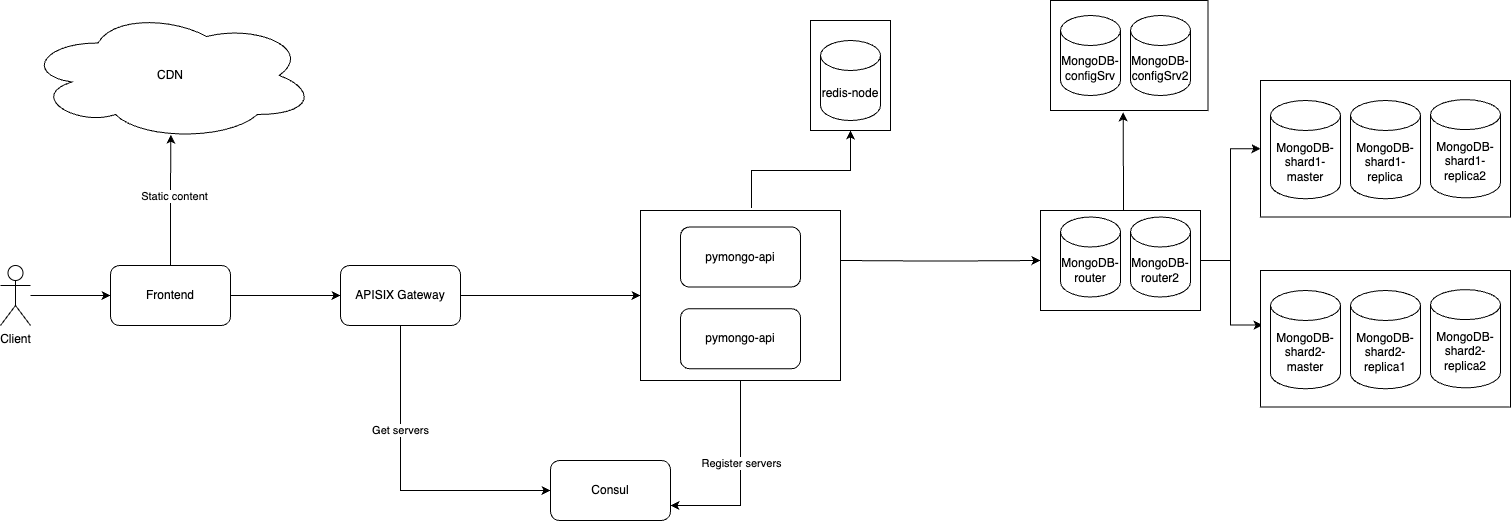 CDN
Static content
Client
Frontend
APISIX Gateway
Get servers
Consul
Register servers
pymongo-api
pymongo-api
redis-node
MongoDB-
configSrv
MongoDB-
configSrv2
MongoDB-
router
MongoDB-
router2
MongoDB-
shard1-
master
MongoDB-
shard1-
replica
MongoDB-
shard1-
replica2
MongoDB-
shard2-
master
MongoDB-
shard2-
replica1
MongoDB-
shard2-
replica2